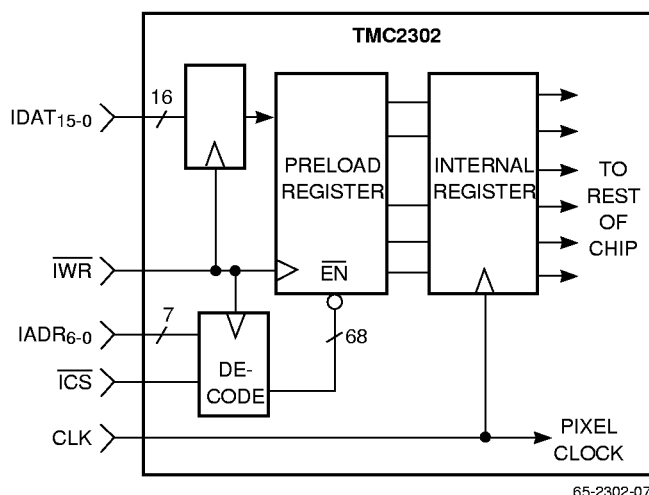 TMC2302
16
IDAT15-0
PRELOAD
REGISTER
INTERNAL
REGISTER
TO
REST
OF
CHIP
IWR
EN
IADR6-0
7
68
ICS
DE-
CODE
CLK
PIXEL
CLOCK
65-2302-07